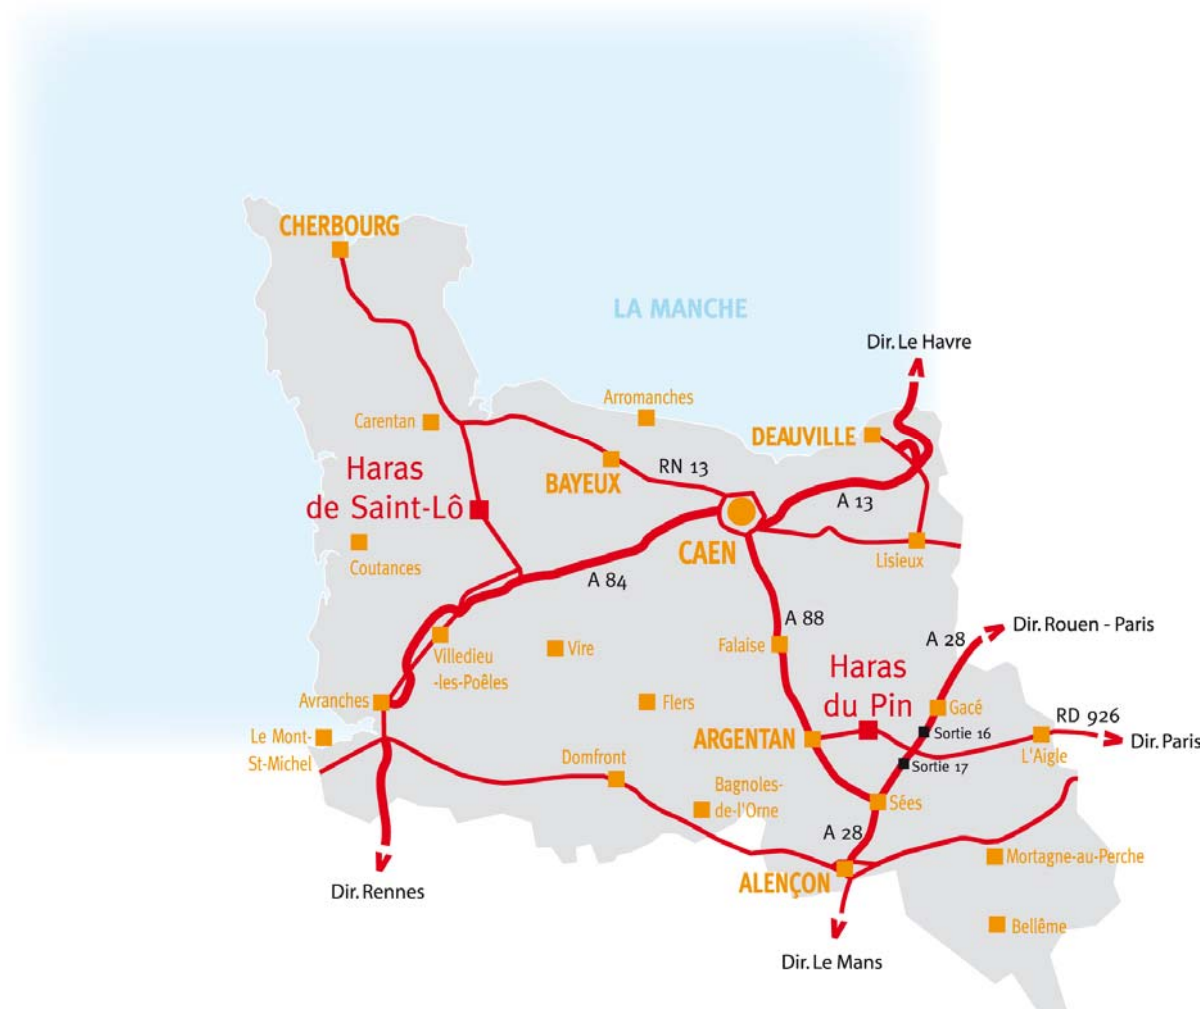 CHERBOURG
LA MANCHE
Dir. Le Havre
Arromanches
Carentan
DEAUVILLE
Haras
de Saint-Lô
BAYEUX
RN 13
A 13
CAEN
Lisieux
Coutances
A 84
A 88
Dir. Rouen - Paris
A 28
Falaise
Vire
Villedieu
-les-Poêles
Haras
du Pin
Avranches
Flers
Gacé
RD 926
Le Mont-
St-Michel
ARGENTAN
Sortie 16
Dir. Paris
L'Aigle
Domfront
Sortie 17
Bagnoles-
de-l'Orne
Sées
A 28
Mortagne-au-Perche
ALENÇON
Dir. Rennes
Bellême
Dir. Le Mans